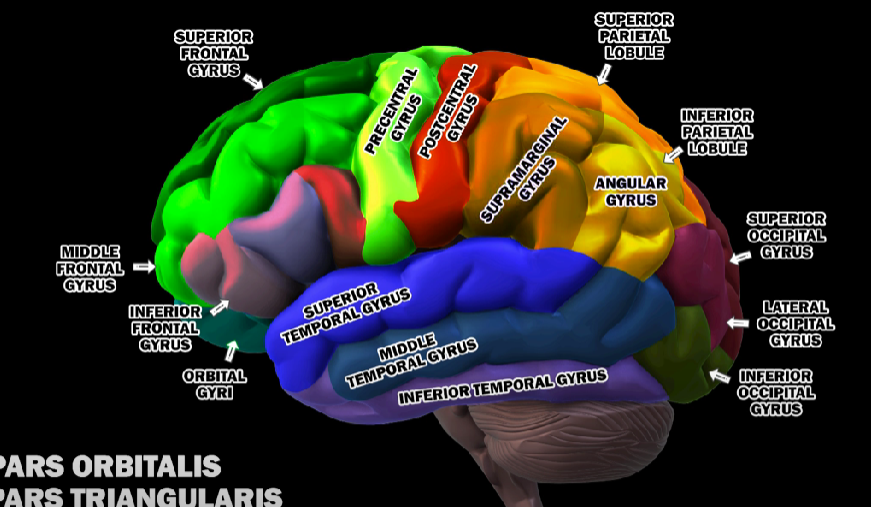 SUPERIOR
FRONTAL
GYRUS
SUPERIOR
PARIETAL
LOBULE
PRECENTRAL
GYRUS
POSTCENTRAL
GYRUS
SUPRAMARGINAL
GYRUS
INFERIOR
PARIETAL
LOBULE
ANGULAR
GYRUS
SUPERIOR
OCCIPITAL
GYRUS
MIDDLE
FRONTAL
GYRUS
INFERIOR
FRONTAL
GYRUS
SUPERIOR
TEMPORAL GYRUS
LATERAL
OCCIPITAL
GYRUS
MIDDLE
TEMPORAL GYRUS
ORBITAL
GYRI
INFERIOR TEMPORAL GYRUS
INFERIOR
OCCIPITAL
GYRUS
PARS ORBITALIS
PARS TRIANGULARIS